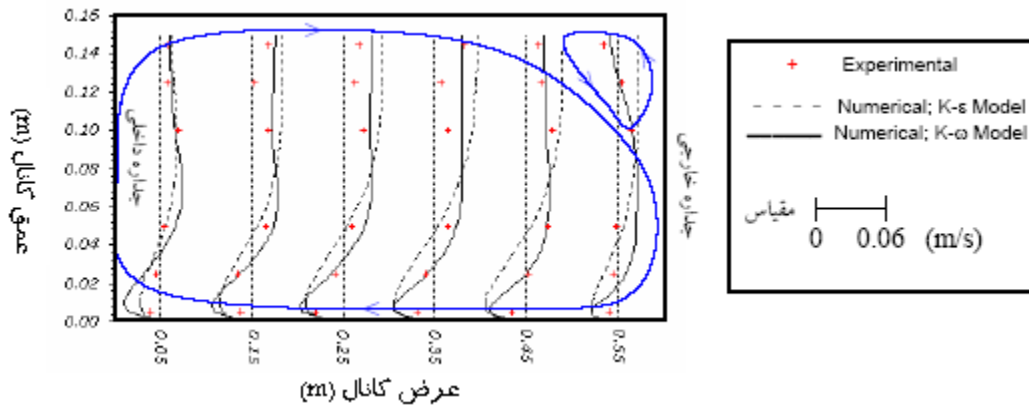 0.16
0.14
0.12
0.10
0.08
0.06
0.04
0.02
0.00
عمق کانال (m)
جداره داخلی
جداره خارجی
0.05
0.15
0.25
0.35
0.45
0.55
عرض کانال (m)
Experimental
Numerical; K-ε Model
Numerical; K-ω Model
مقیاس
0 0.06 (m/s)